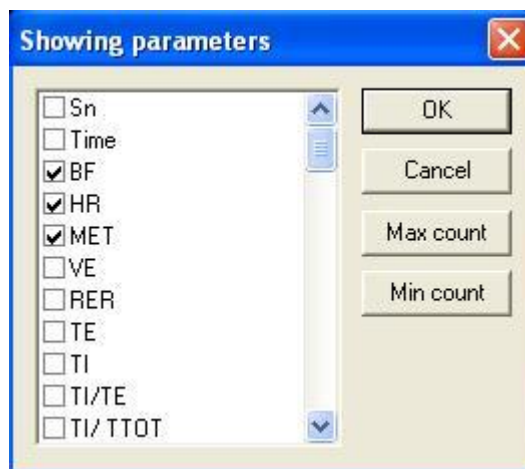 Showing parameters
Sn
Time
BF
HR
MET
VE
RER
TE
TI
TI/TE
TI/ TTOT
OK
Cancel
Max count
Min count